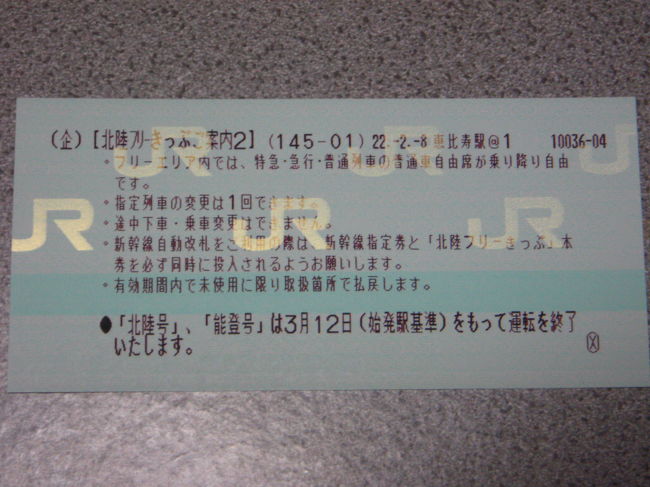 (企)【北陸フリーきっぷご案内2】(145-01) 22.-2.-8 恵比寿駅@1 10036-04
・フリーエリア内では、特急・急行・普通列車の普通車自由席が乗り降り自由
です。
・指定列車の変更は1回できます。
・途中下車・乗車変更はできません。
・新幹線自動改札をご利用の際は、新幹線指定券と「北陸フリーきっぷ」本
券を必ず同時に投入されるようお願いします。
・有効期間内で未使用に限り取扱箇所で払戻します。
●「北陸号」、「能登号」は3月12日(始発駅基準)をもって運転を終了
いたします。
JR JR JR JR JR JR